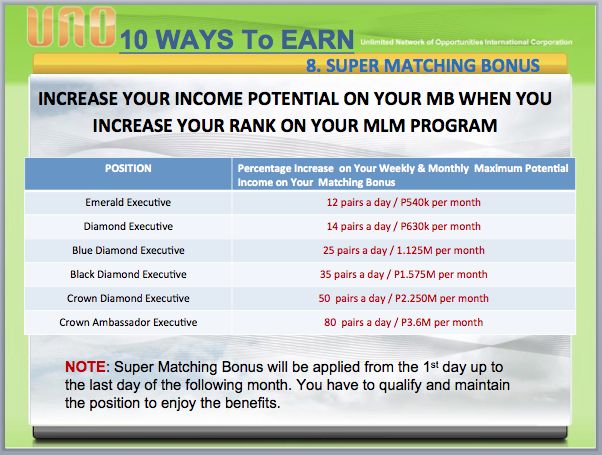 UNO 10 WAYS To EARN Unlimited Network of Opportunities International Corporation
8. SUPER MATCHING BONUS
INCREASE YOUR INCOME POTENTIAL ON YOUR MB WHEN YOU
INCREASE YOUR RANK ON YOUR MLM PROGRAM
POSITION Percentage Increase on Your Weekly & Monthly Maximum Potential
Income on Your Matching Bonus
Emerald Executive 12 pairs a day / P540k per month
Diamond Executive 14 pairs a day / P630k per month
Blue Diamond Executive 25 pairs a day / 1.125M per month
Black Diamond Executive 35 pairs a day / P1.575M per month
Crown Diamond Executive 50 pairs a day / P2.250M per month
Crown Ambassador Executive 80 pairs a day / P3.6M per month
NOTE: Super Matching Bonus will be applied from the 1st day up to
the last day of the following month. You have to qualify and maintain
the position to enjoy the benefits.